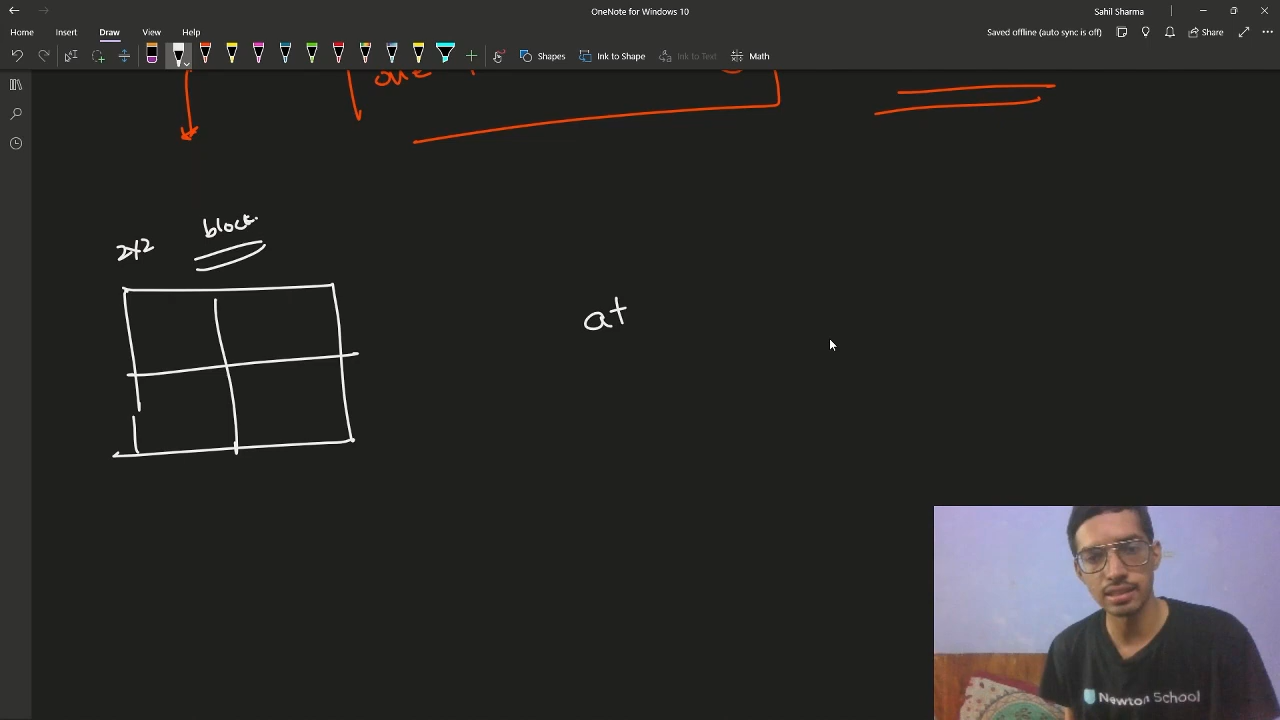 OneNote for Windows 10
Sahil Sharma
Home Insert Draw View Help
Saved offline (auto sync is off)
Share
Shapes
Ink to Shape
Ink to Text
Math
one
2x2 block.
at
Newton School